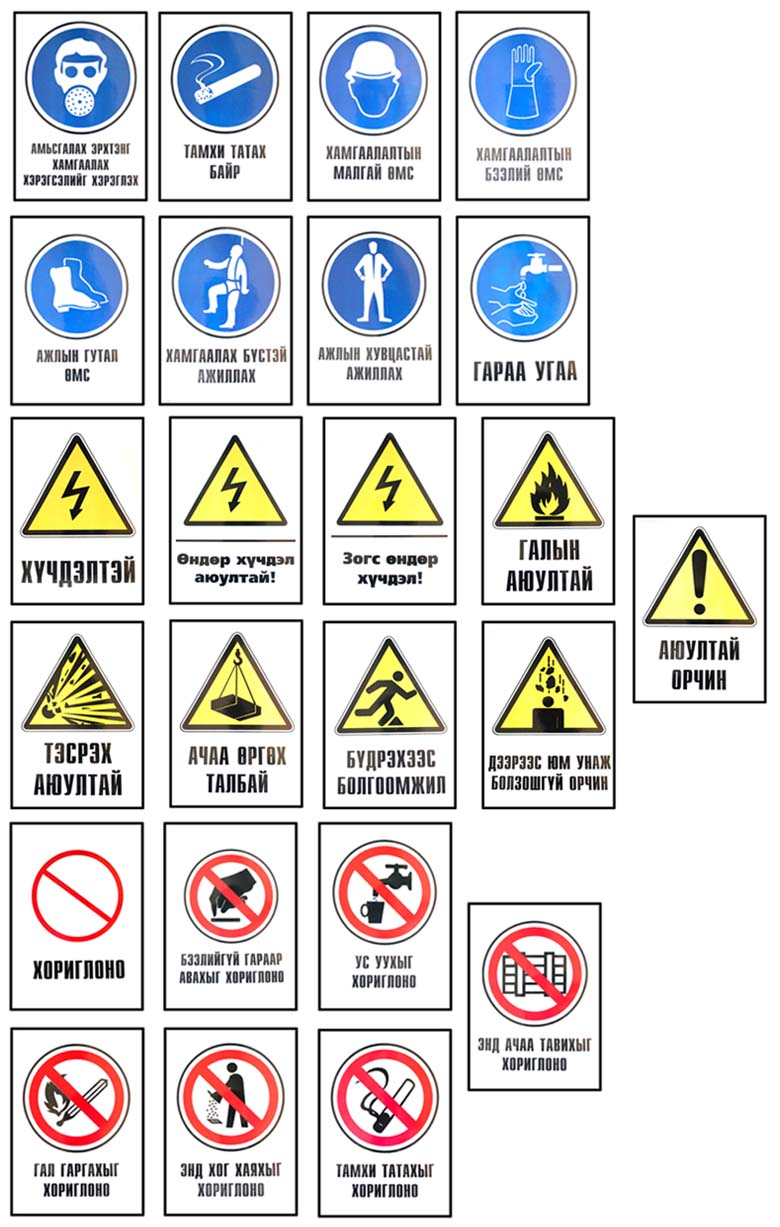 АМЬСГАЛАХ ЭРХТЭНГ
ХАМГААЛАХ
ХЭРЭГСЭЛИЙГ ХЭРЭГЛЭХ
ТАМХИ ТАТАХ
БАЙР
ХАМГААЛАЛТЫН
МАЛГАЙ ӨМС
ХАМГААЛАЛТЫН
БЭЭЛИЙ ӨМС
АЖЛЫН ГУТАЛ
ӨМС
ХАМГААЛАХ БҮСТЭЙ
АЖИЛЛАХ
АЖЛЫН ХУВЦАСТАЙ
АЖИЛЛАХ
ГАРАА УГАА
ХҮЧДЭЛТЭЙ
Өндөр хүчдэл
аюултай!
Зогс өндөр
хүчдэл!
ГАЛЫН
АЮУЛТАЙ
АЮУЛТАЙ
ОРЧИН
ТЭСРЭХ
АЮУЛТАЙ
АЧАА ӨРГӨХ
ТАЛБАЙ
БҮДРЭХЭЭС
БОЛГООМЖИЛ
ДЭЭРЭЭС ЮМ УНАЖ
БОЛЗОШГҮЙ ОРЧИН
ХОРИГЛОНО
БЭЭЛИЙГҮЙ ГАРААР
АВАХЫГ ХОРИГЛОНО
УС УУХЫГ
ХОРИГЛОНО
ЭНД АЧАА ТАВИХЫГ
ХОРИГЛОНО
ГАЛ ГАРГАХЫГ
ХОРИГЛОНО
ЭНД ХОГ ХАЯХЫГ
ХОРИГЛОНО
ТАМХИ ТАТАХЫГ
ХОРИГЛОНО